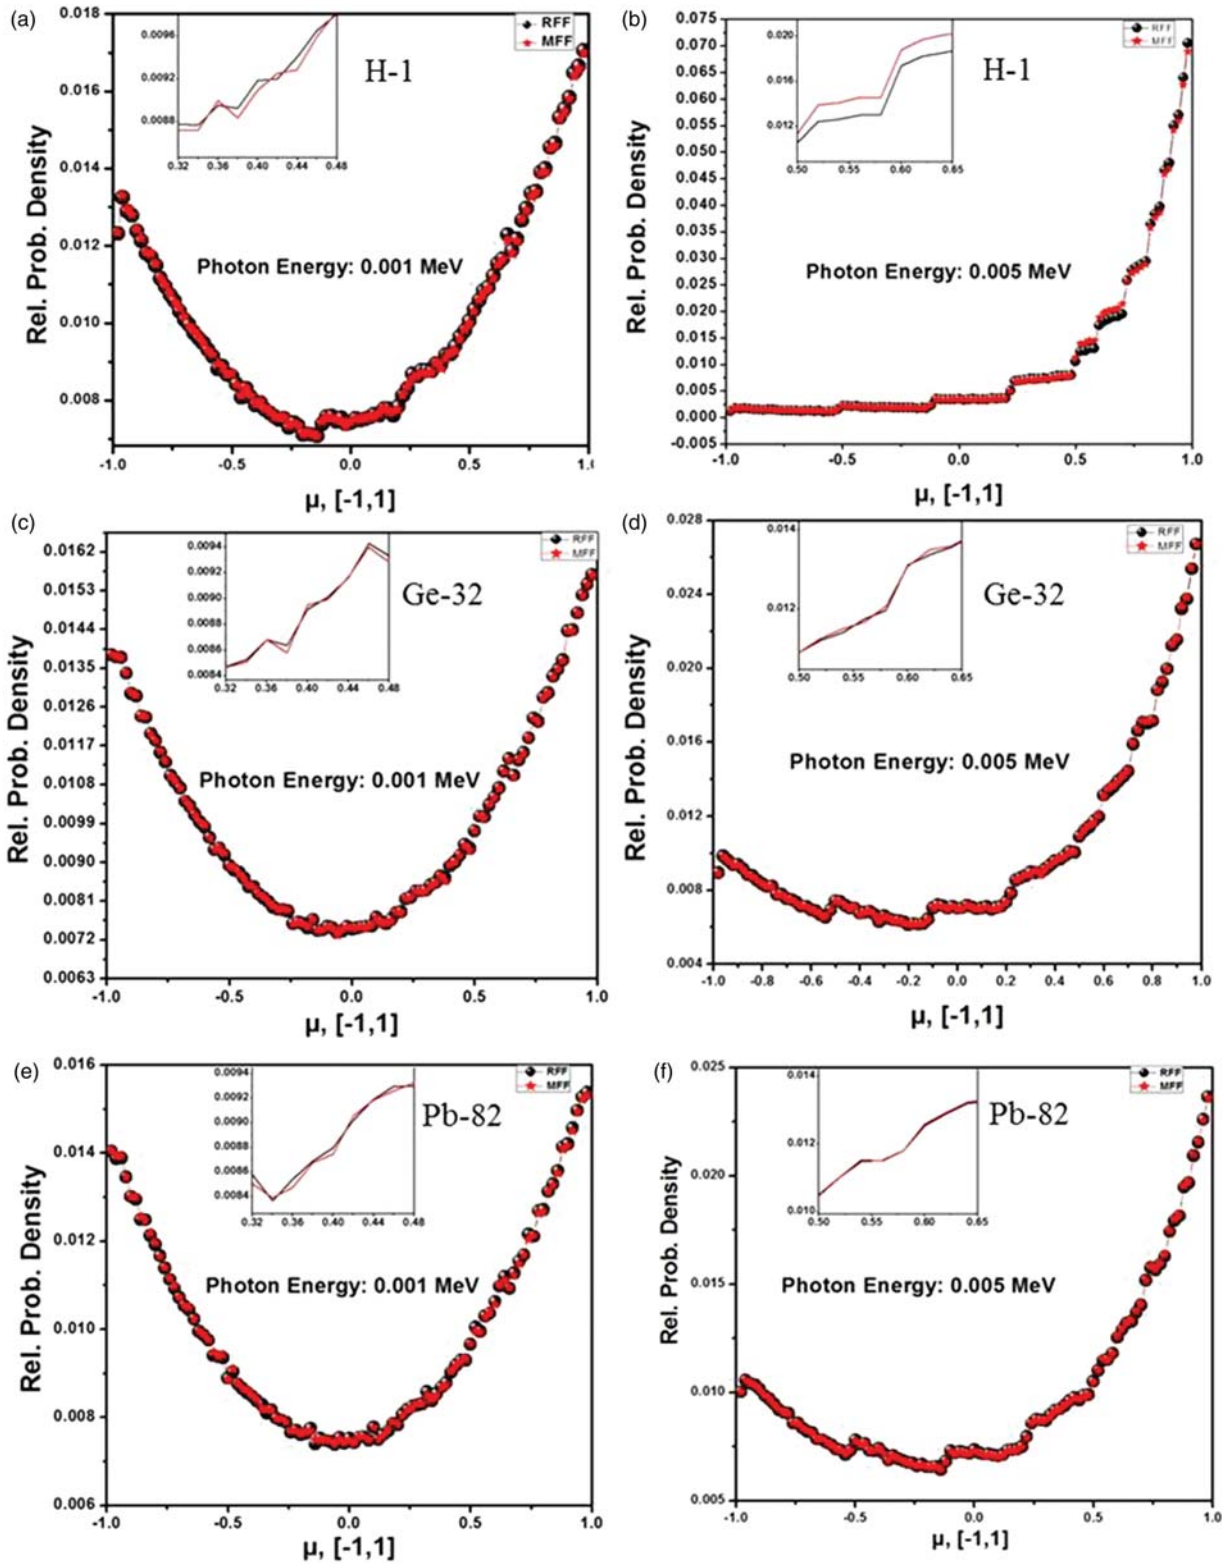 (a)
0.018
0.016
0.014
0.012
0.010
0.008
Rel. Prob. Density
0.0096
0.0092
0.0088
0.32 0.36 0.40 0.44 0.48
H-1
RFF
MFF
Photon Energy: 0.001 MeV
-1.0 -0.5 0.0 0.5
μ, [-1,1]
(b)
0.075
0.070
0.065
0.060
0.055
0.050
0.045
0.040
0.035
0.030
0.025
0.020
0.015
0.010
0.005
0.000
-0.005
Rel. Prob. Density
0.020
0.016
0.012
0.50 0.55 0.60 0.65
H-1
RFF
MFF
Photon Energy: 0.005 MeV
-1.0 -0.5 0.0 0.5 1.0
μ, [-1,1]
(c)
0.0162
0.0153
0.0144
0.0135
0.0126
0.0117
0.0108
0.0099
0.0090
0.0081
0.0072
0.0063
Rel. Prob. Density
0.0094
0.0092
0.0090
0.0088
0.0086
0.0084
0.32 0.36 0.40 0.44 0.48
Ge-32
RFF
MFF
Photon Energy: 0.001 MeV
-1.0 -0.5 0.0 0.5 1.0
μ, [-1,1]
(d)
0.028
0.024
0.020
0.016
0.012
0.008
0.004
Rel. Prob. Density
0.014
0.012
0.50 0.55 0.60 0.65
Ge-32
RFF
MFF
Photon Energy: 0.005 MeV
-1.0 -0.8 -0.6 -0.4 -0.2 0.0 0.2 0.4 0.6 0.8 1.0
μ, [-1,1]
(e)
0.016
0.014
0.012
0.010
0.008
0.006
Rel. Prob. Density
0.0094
0.0092
0.0090
0.0088
0.0086
0.0084
0.32 0.36 0.40 0.44 0.48
Pb-82
RFF
MFF
Photon Energy: 0.001 MeV
-1.0 -0.5 0.0 0.5 1.0
μ, [-1,1]
(f)
0.025
0.020
0.015
0.010
0.005
Rel. Prob. Density
0.014
0.012
0.010
0.50 0.55 0.60 0.65
Pb-82
RFF
MFF
Photon Energy: 0.005 MeV
-1.0 -0.5 0.0 0.5 1.0
μ, [-1,1]